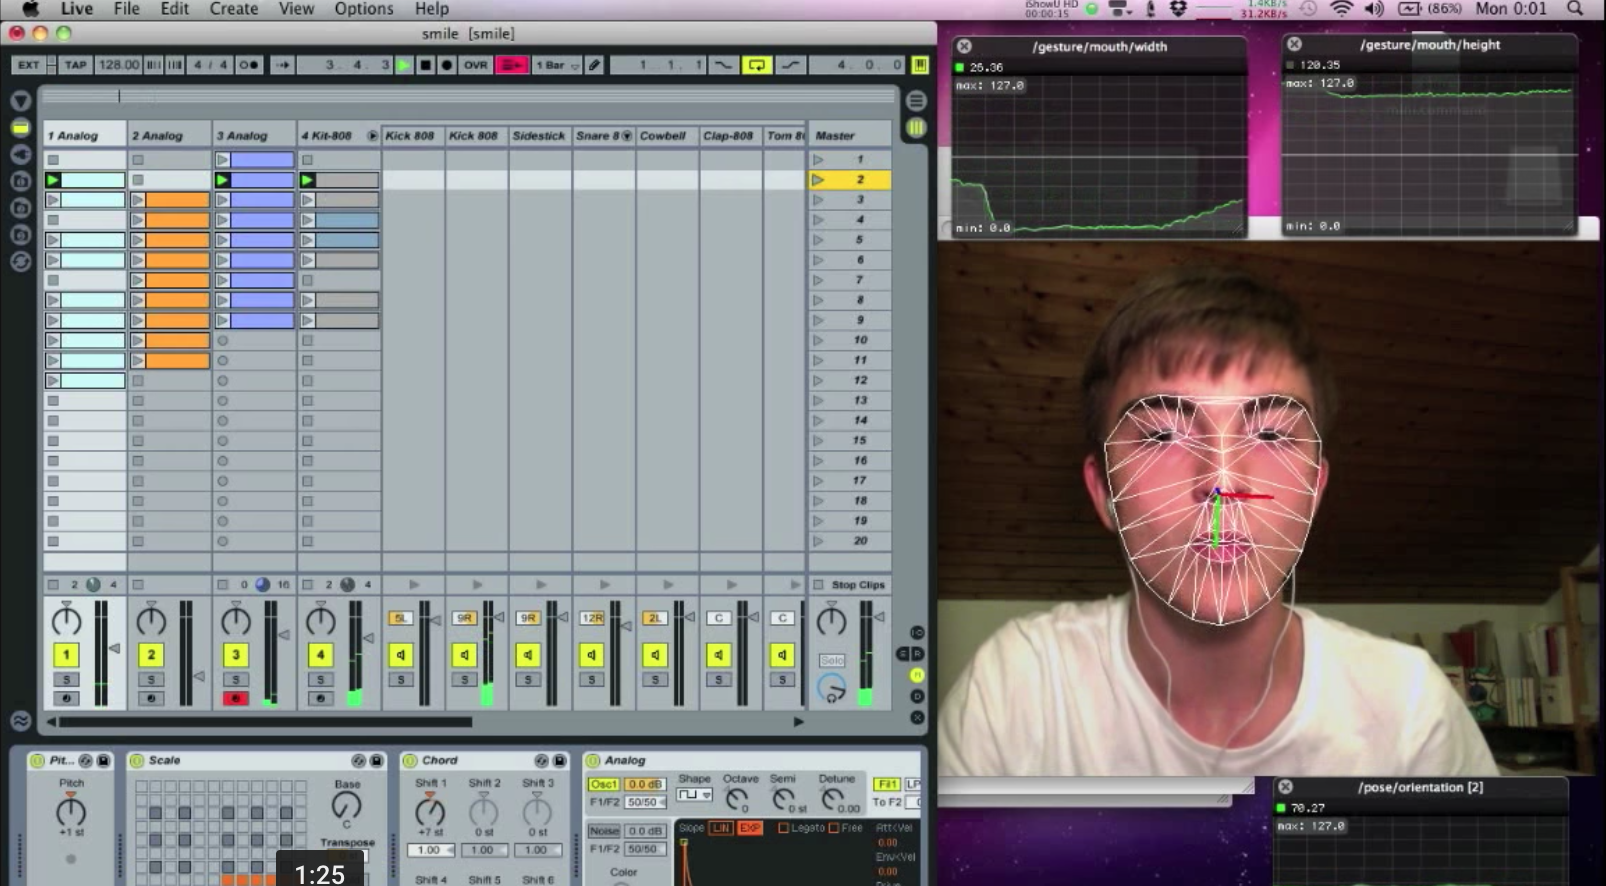 Live File Edit Create View Options Help iShowU HD 00:00:15 1.4KB/s 31.2KB/s (86%) Mon 0:01
smile [smile]
EXT TAP 128.00 4 / 4 3. 4. 3 OVR 1 Bar 1. 1. 1 4. 0. 0
/gesture/mouth/width
26.36
max: 127.0
min: 0.0
/gesture/mouth/height
120.35
max: 127.0
min: 0.0
1 Analog 2 Analog 3 Analog 4 Kit-808 Kick 808 Kick 808 Sidestick Snare 8 Cowbell Clap-808 Tom 8 Master
1
2
3
4
5
6
7
8
9
10
11
12
13
14
15
16
17
18
19
20
2 4 0 16 2 4 Stop Clips
5L 9R 9R 12R 2L C C
1 2 3 4 Solo
S S S S S S S S S S S
Pit... Scale Chord Analog
Pitch
+1 st
Base
C
Transpose
Shift 1 Shift 2 Shift 3
+7 st 0 st 0 st
1.00 1.00 1.00
Shift 4 Shift 5 Shift 6
Osc1 0.0 dB Shape Octave Semi Detune Fil1 LP
F1/F2 50/50 0 0 st 0.00 To F2
Noise 0.0 dB Slope LIN EXP Legato Free Att<Vel
F1/F2 50/50 0.00
Env<Vel
Color 0.00
1:25
/pose/orientation [2]
70.27
max: 127.0